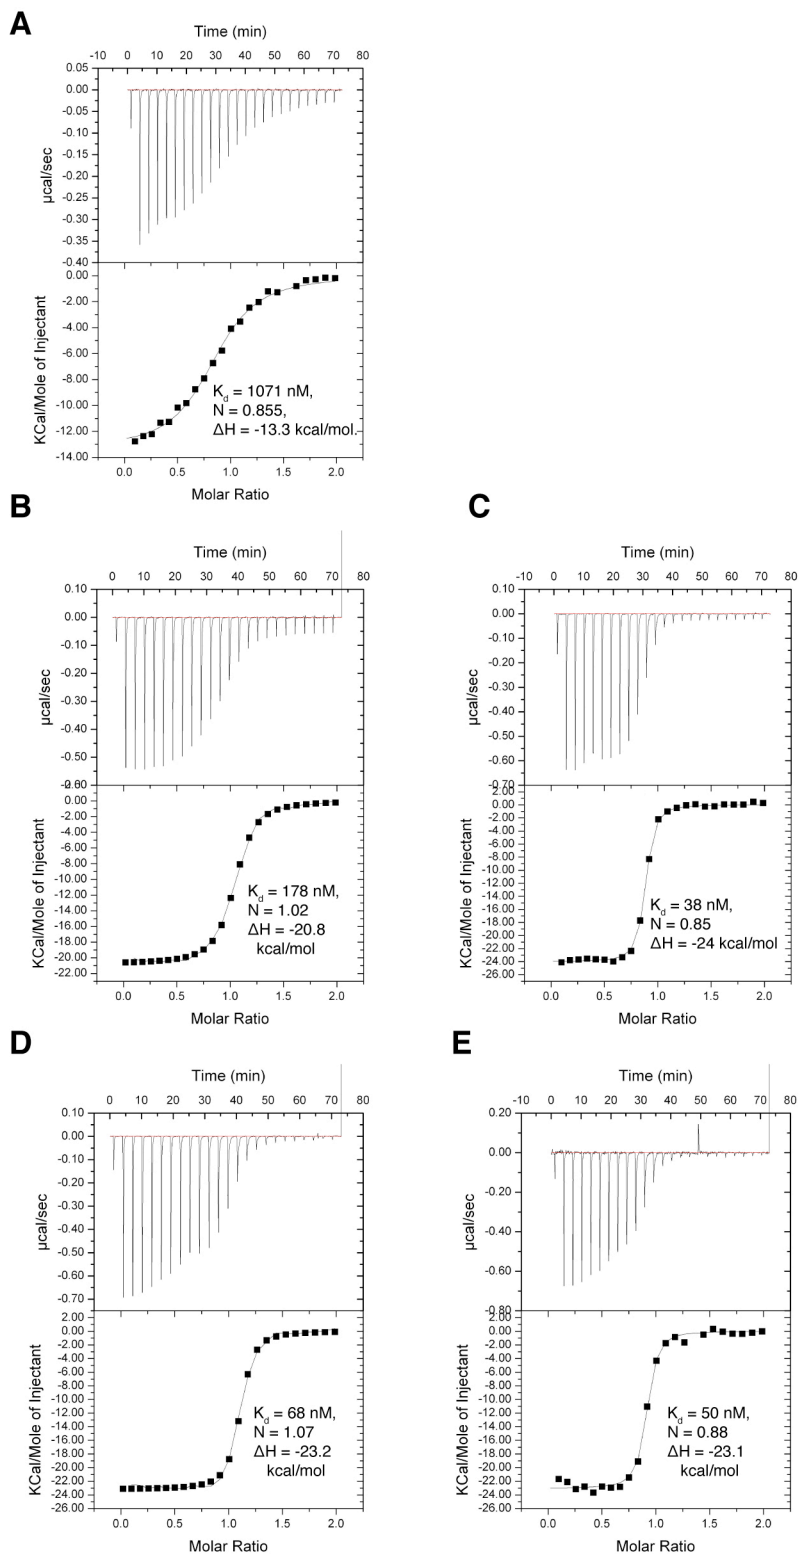 A
Time (min)
-10 0 10 20 30 40 50 60 70 80
0.05
0.00
-0.05
-0.10
-0.15
-0.20
-0.25
-0.30
-0.35
-0.40
µcal/sec
0.00
-2.00
-4.00
-6.00
-8.00
-10.00
-12.00
-14.00
KCal/Mole of Injectant
Kd = 1071 nM,
N = 0.855,
ΔH = -13.3 kcal/mol.
0.0 0.5 1.0 1.5 2.0
Molar Ratio
B
Time (min)
0 10 20 30 40 50 60 70 80
0.10
0.00
-0.10
-0.20
-0.30
-0.40
-0.50
µcal/sec
0.00
-2.00
-4.00
-6.00
-8.00
-10.00
-12.00
-14.00
-16.00
-18.00
-20.00
-22.00
KCal/Mole of Injectant
Kd = 178 nM,
N = 1.02
ΔH = -20.8
kcal/mol
0.0 0.5 1.0 1.5 2.0
Molar Ratio
C
Time (min)
-10 0 10 20 30 40 50 60 70 80
0.10
0.00
-0.10
-0.20
-0.30
-0.40
-0.50
-0.60
-0.70
µcal/sec
2.00
0.00
-2.00
-4.00
-6.00
-8.00
-10.00
-12.00
-14.00
-16.00
-18.00
-20.00
-22.00
-24.00
-26.00
KCal/Mole of Injectant
Kd = 38 nM,
N = 0.85
ΔH = -24 kcal/mol
0.0 0.5 1.0 1.5 2.0
Molar Ratio
D
Time (min)
0 10 20 30 40 50 60 70 80
0.10
0.00
-0.10
-0.20
-0.30
-0.40
-0.50
-0.60
-0.70
µcal/sec
2.00
0.00
-2.00
-4.00
-6.00
-8.00
-10.00
-12.00
-14.00
-16.00
-18.00
-20.00
-22.00
-24.00
-26.00
KCal/Mole of Injectant
Kd = 68 nM,
N = 1.07
ΔH = -23.2
kcal/mol
0.0 0.5 1.0 1.5 2.0
Molar Ratio
E
Time (min)
-10 0 10 20 30 40 50 60 70 80
0.20
0.00
-0.20
-0.40
-0.60
-0.80
µcal/sec
2.00
0.00
-2.00
-4.00
-6.00
-8.00
-10.00
-12.00
-14.00
-16.00
-18.00
-20.00
-22.00
-24.00
-26.00
KCal/Mole of Injectant
Kd = 50 nM,
N = 0.88
ΔH = -23.1
kcal/mol
0.0 0.5 1.0 1.5 2.0
Molar Ratio